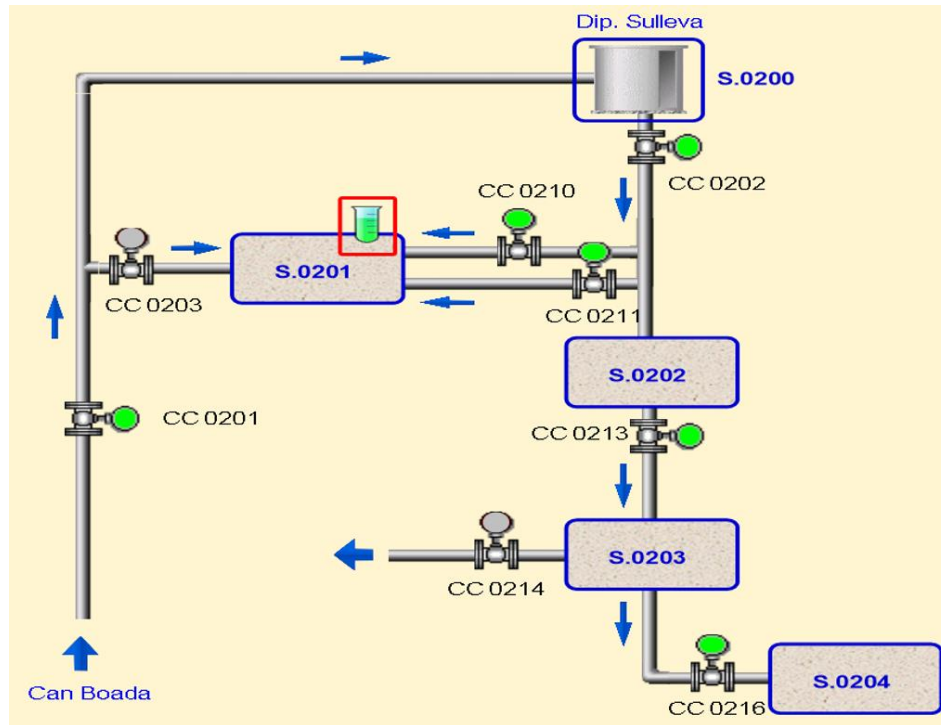 Dip. Sulleva
S.0200
CC 0202
CC 0210
S.0201
CC 0203
CC 0211
S.0202
CC 0201
CC 0213
S.0203
CC 0214
S.0204
Can Boada
CC 0216